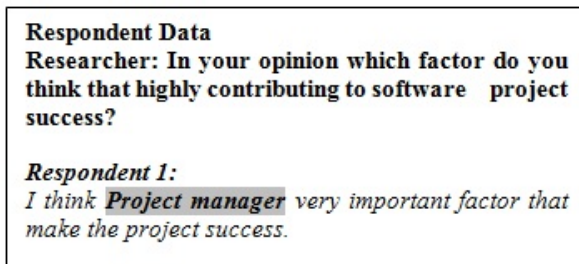 Respondent Data
Researcher: In your opinion which factor do you
think that highly contributing to software project
success?
Respondent 1:
I think Project manager very important factor that
make the project success.